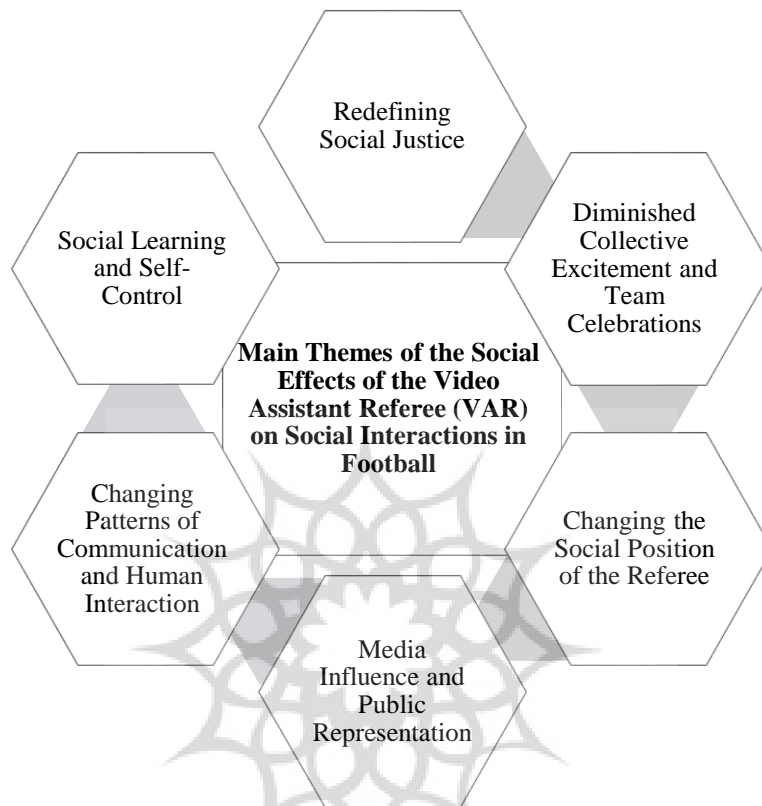 Redefining
Social Justice
Diminished
Collective
Excitement and
Team
Celebrations
Changing the
Social Position
of the Referee
Media
Influence and
Public
Representation
Changing
Patterns of
Communication
and Human
Interaction
Social Learning
and Self-
Control
Main Themes of the Social
Effects of the Video
Assistant Referee (VAR)
on Social Interactions in
Football